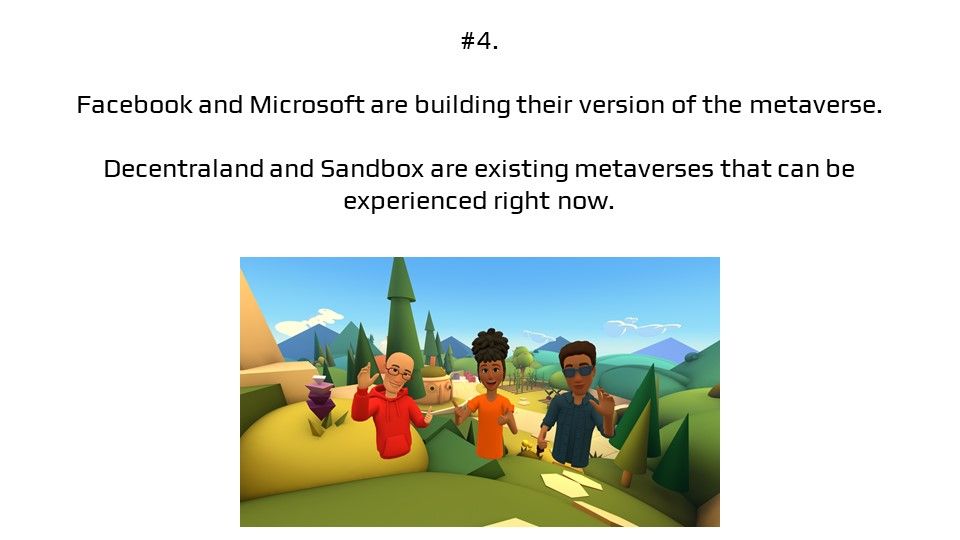 #4.
Facebook and Microsoft are building their version of the metaverse.
Decentraland and Sandbox are existing metaverses that can be
experienced right now.